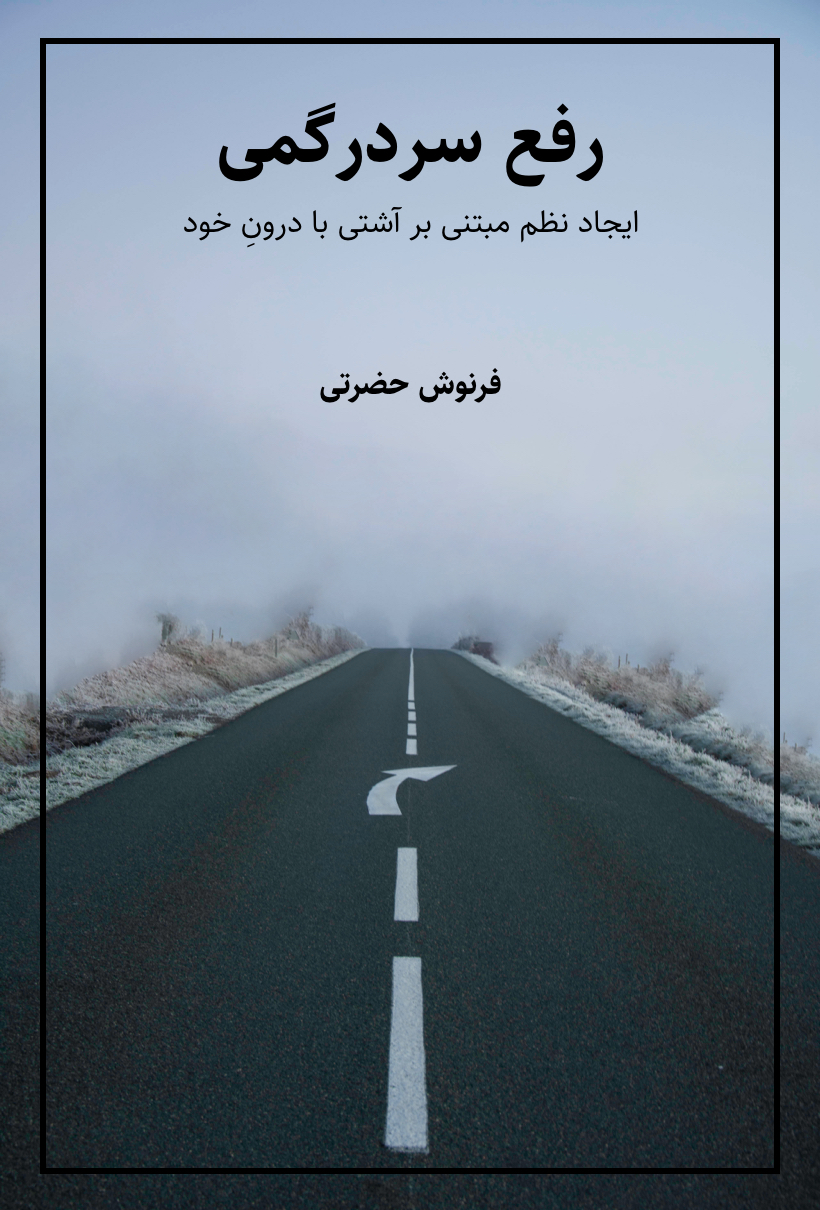 رفع سردرگمی
ایجاد نظم مبتنی بر آشتی با درونِ خود
فرنوش حضرتی